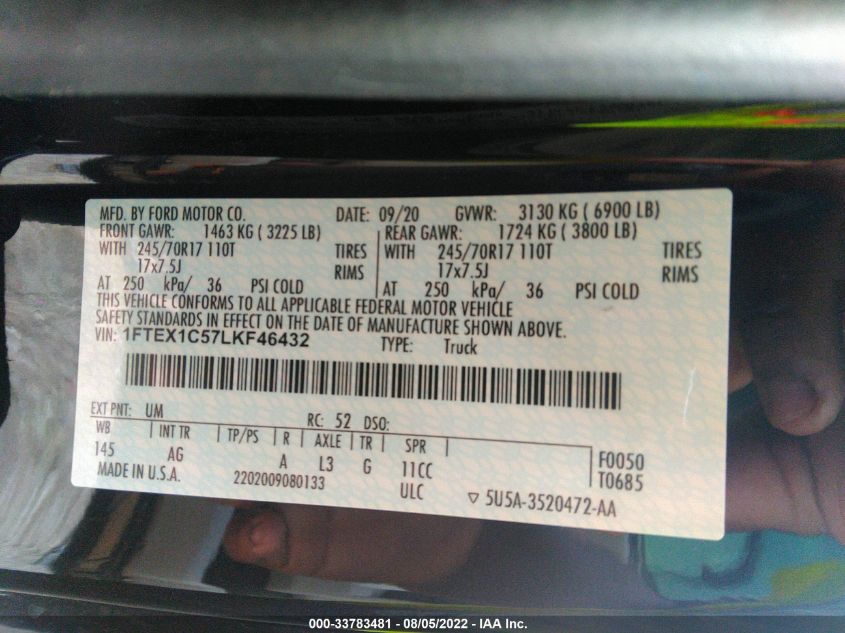 MFD. BY FORD MOTOR CO. DATE: 09/20 GVWR: 3130 KG ( 6900 LB)
FRONT GAWR: 1463 KG ( 3225 LB) REAR GAWR: 1724 KG ( 3800 LB)
WITH 245/70R17 110T TIRES WITH 245/70R17 110T TIRES
17x7.5J RIMS 17x7.5J RIMS
AT 250 kPa/ 36 PSI COLD AT 250 kPa/ 36 PSI COLD
THIS VEHICLE CONFORMS TO ALL APPLICABLE FEDERAL MOTOR VEHICLE
SAFETY STANDARDS IN EFFECT ON THE DATE OF MANUFACTURE SHOWN ABOVE.
VIN: 1FTEX1C57LKF46432 TYPE: Truck
EXT PNT: UM RC: 52 DSO:
WB INT TR TP/PS R AXLE TR SPR
145 AG A L3 G 11CC F0050
MADE IN U.S.A. 2202009080133 ULC T0685
5U5A-3520472-AA
000-33783481 - 08/05/2022 - IAA Inc.